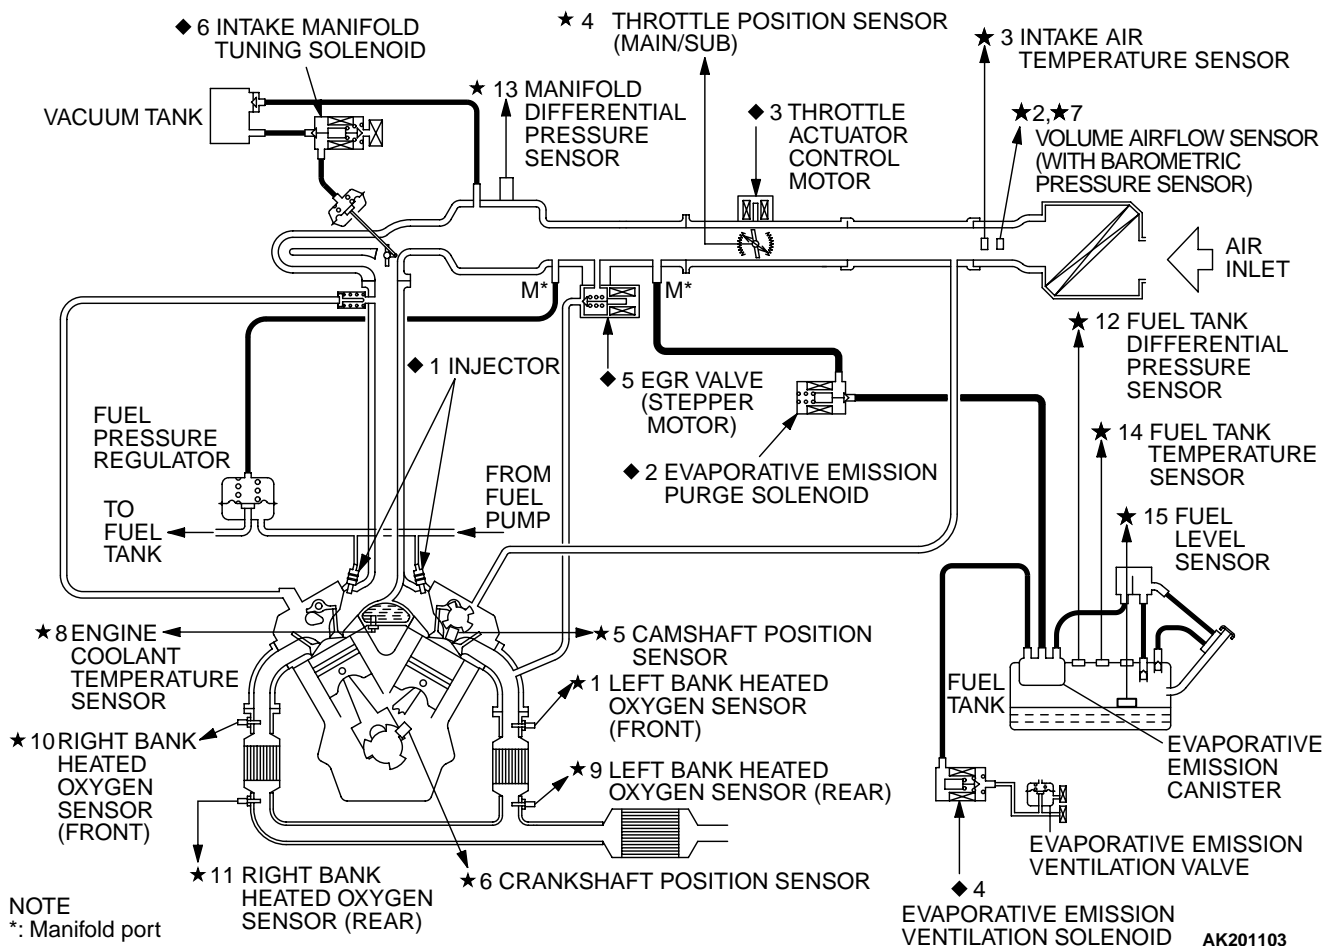 ◆ 6 INTAKE MANIFOLD
TUNING SOLENOID
★ 4 THROTTLE POSITION SENSOR
(MAIN/SUB)
★ 3 INTAKE AIR
TEMPERATURE SENSOR
VACUUM TANK
★ 13 MANIFOLD
DIFFERENTIAL
PRESSURE
SENSOR
◆ 3 THROTTLE
ACTUATOR
CONTROL
MOTOR
★2,★7
VOLUME AIRFLOW SENSOR
(WITH BAROMETRIC
PRESSURE SENSOR)
AIR
INLET
M*
M*
★ 12 FUEL TANK
DIFFERENTIAL
PRESSURE
SENSOR
◆ 1 INJECTOR
◆ 5 EGR VALVE
(STEPPER
MOTOR)
FUEL
PRESSURE
REGULATOR
★ 14 FUEL TANK
TEMPERATURE
SENSOR
◆ 2 EVAPORATIVE EMISSION
PURGE SOLENOID
FROM
FUEL
PUMP
TO
FUEL
TANK
★ 15 FUEL
LEVEL
SENSOR
★ 8 ENGINE
COOLANT
TEMPERATURE
SENSOR
★ 5 CAMSHAFT POSITION
SENSOR
★ 1 LEFT BANK HEATED
OXYGEN SENSOR
(FRONT)
FUEL
TANK
★ 10 RIGHT BANK
HEATED
OXYGEN
SENSOR
(FRONT)
★ 9 LEFT BANK HEATED
OXYGEN SENSOR (REAR)
EVAPORATIVE
EMISSION
CANISTER
EVAPORATIVE EMISSION
VENTILATION VALVE
★ 11 RIGHT BANK
HEATED OXYGEN
SENSOR (REAR)
★ 6 CRANKSHAFT POSITION SENSOR
◆ 4
EVAPORATIVE EMISSION
VENTILATION SOLENOID
NOTE
*: Manifold port
AK201103